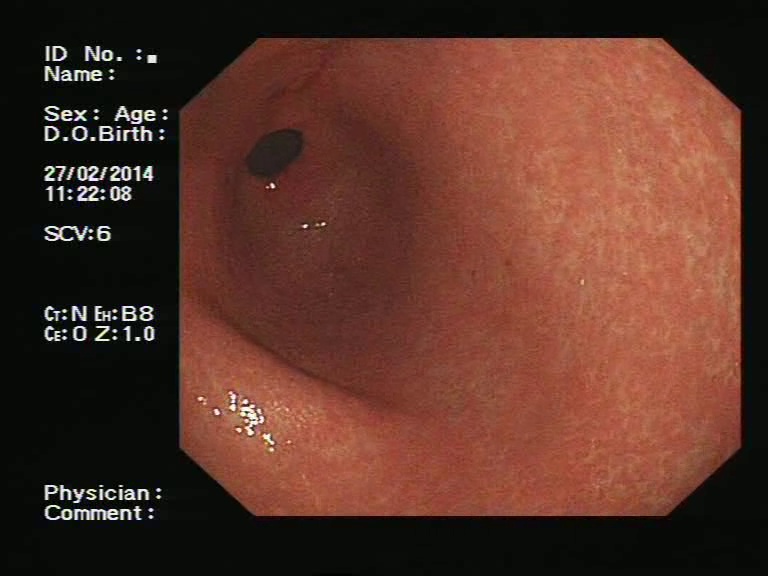 ID No. :
Name:
Sex: Age:
D.O.Birth:
27/02/2014
11:22:08
SCV:6
CT:N EH:B8
CE:0 Z:1.0
Physician:
Comment: